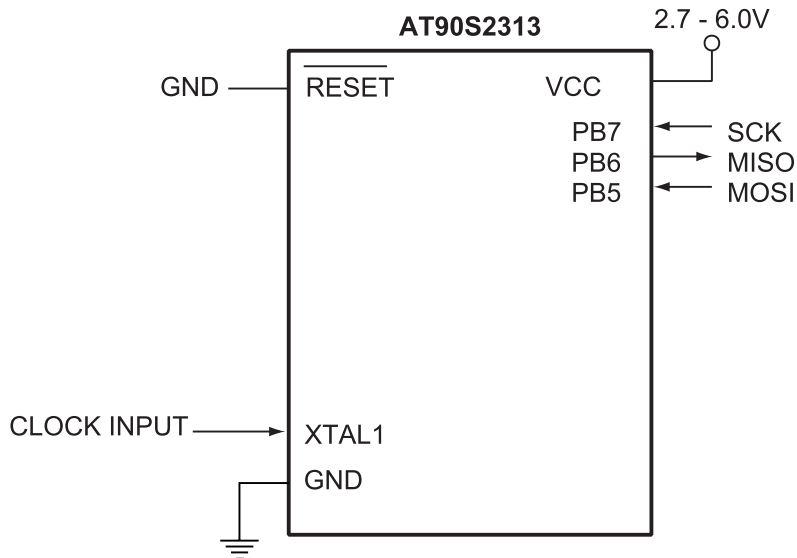 AT90S2313
2.7 - 6.0V
GND
RESET
VCC
PB7
SCK
PB6
MISO
PB5
MOSI
CLOCK INPUT
XTAL1
GND